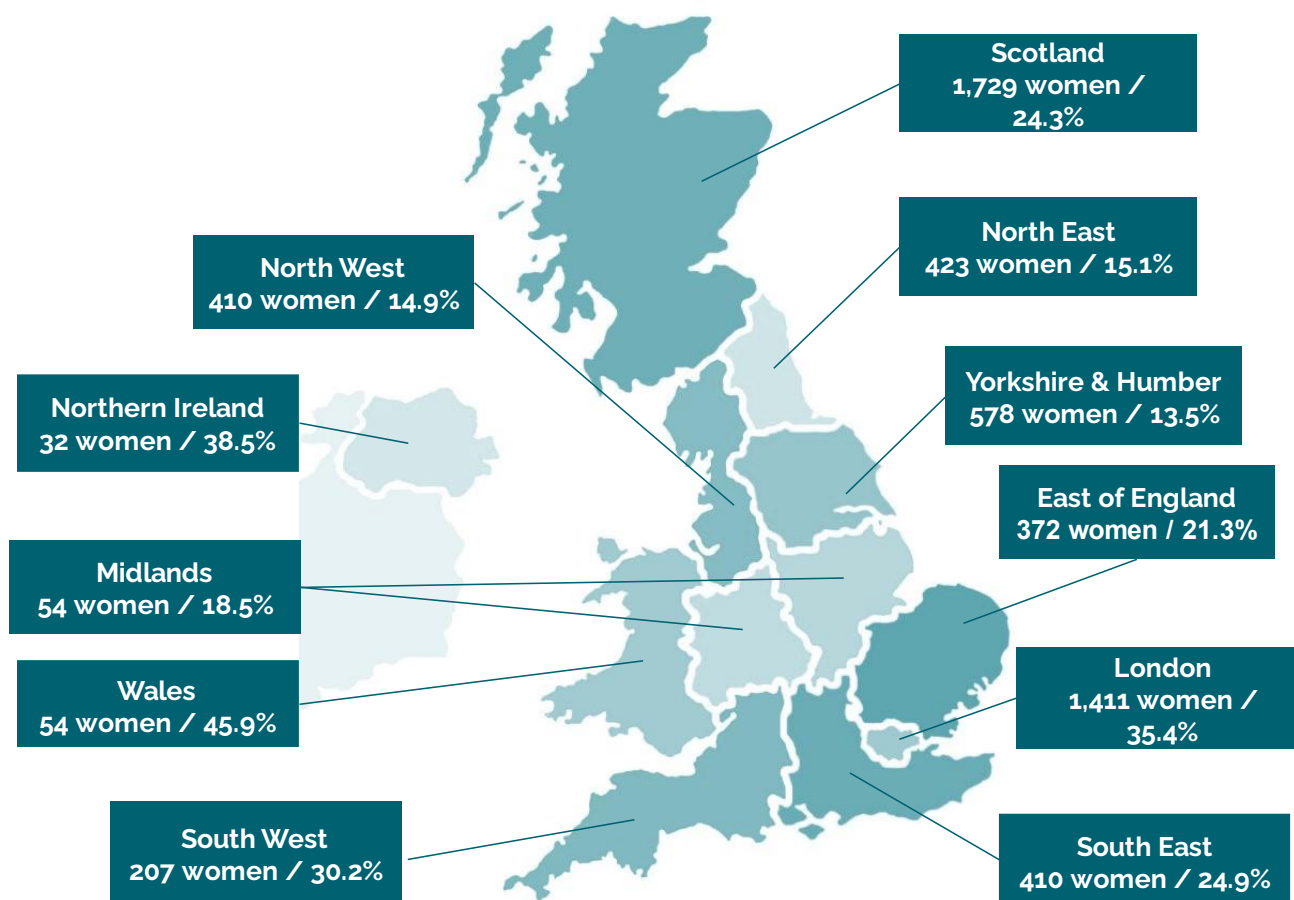 Scotland
1,729 women /
24.3%
North East
423 women / 15.1%
North West
410 women / 14.9%
Yorkshire & Humber
578 women / 13.5%
Northern Ireland
32 women / 38.5%
East of England
372 women / 21.3%
Midlands
54 women / 18.5%
London
1,411 women /
35.4%
Wales
54 women / 45.9%
South West
207 women / 30.2%
South East
410 women / 24.9%